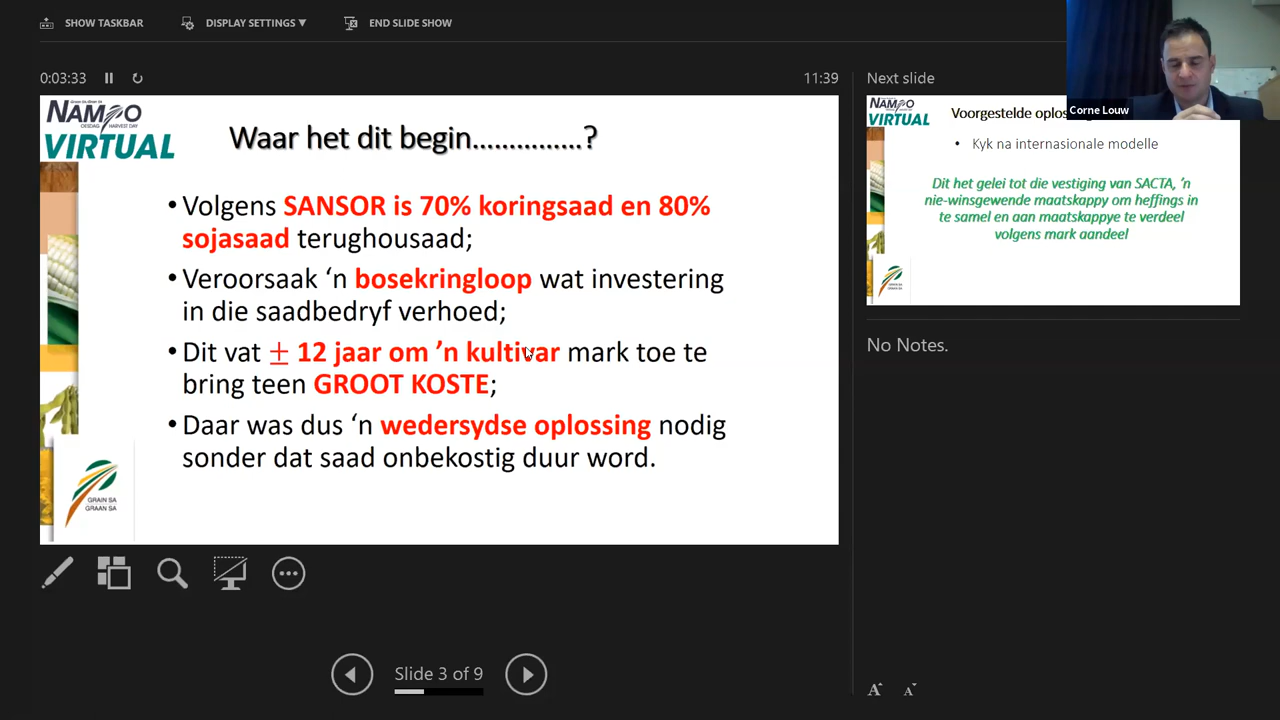 SHOW TASKBAR
DISPLAY SETTINGS ▼
END SLIDE SHOW
0:03:33
11:39
Next slide
Corne Louw
NAMPO
OESDAG HARVEST DAY
VIRTUAL
Waar het dit begin……………?
• Volgens SANSOR is 70% koringsaad en 80%
sojasaad terughousaad;
• Veroorsaak ‘n bosekringloop wat investering
in die saadbedryf verhoed;
• Dit vat ± 12 jaar om ’n kultivar mark toe te
bring teen GROOT KOSTE;
• Daar was dus ‘n wedersydse oplossing nodig
sonder dat saad onbekostig duur word.
GRAIN SA
GRAAN SA
NAMPO
VIRTUAL
Voorgestelde
• Kyk na internasionale modelle
Dit het gelei tot die vestiging van SACTA, ’n
nie-winsgewende maatskappy om heffings in
te samel en aan maatskappye te verdeel
volgens mark aandeel
No Notes.
Slide 3 of 9
A A